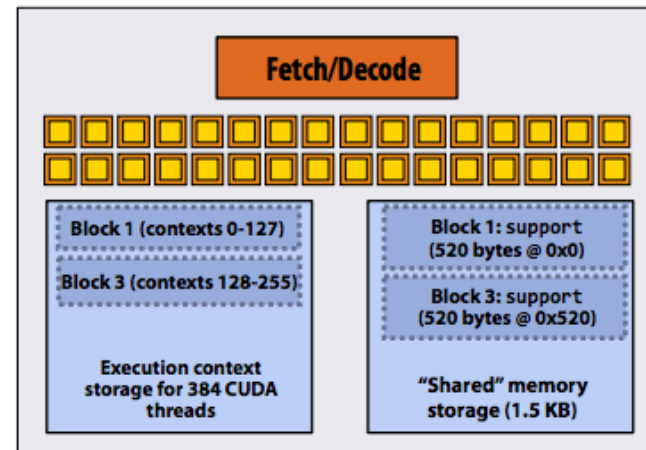 Fetch/Decode
Block 1 (contexts 0-127)
Block 3 (contexts 128-255)
Execution context
storage for 384 CUDA
threads
Block 1: support
(520 bytes @ 0x0)
Block 3: support
(520 bytes @ 0x520)
“Shared” memory
storage (1.5 KB)